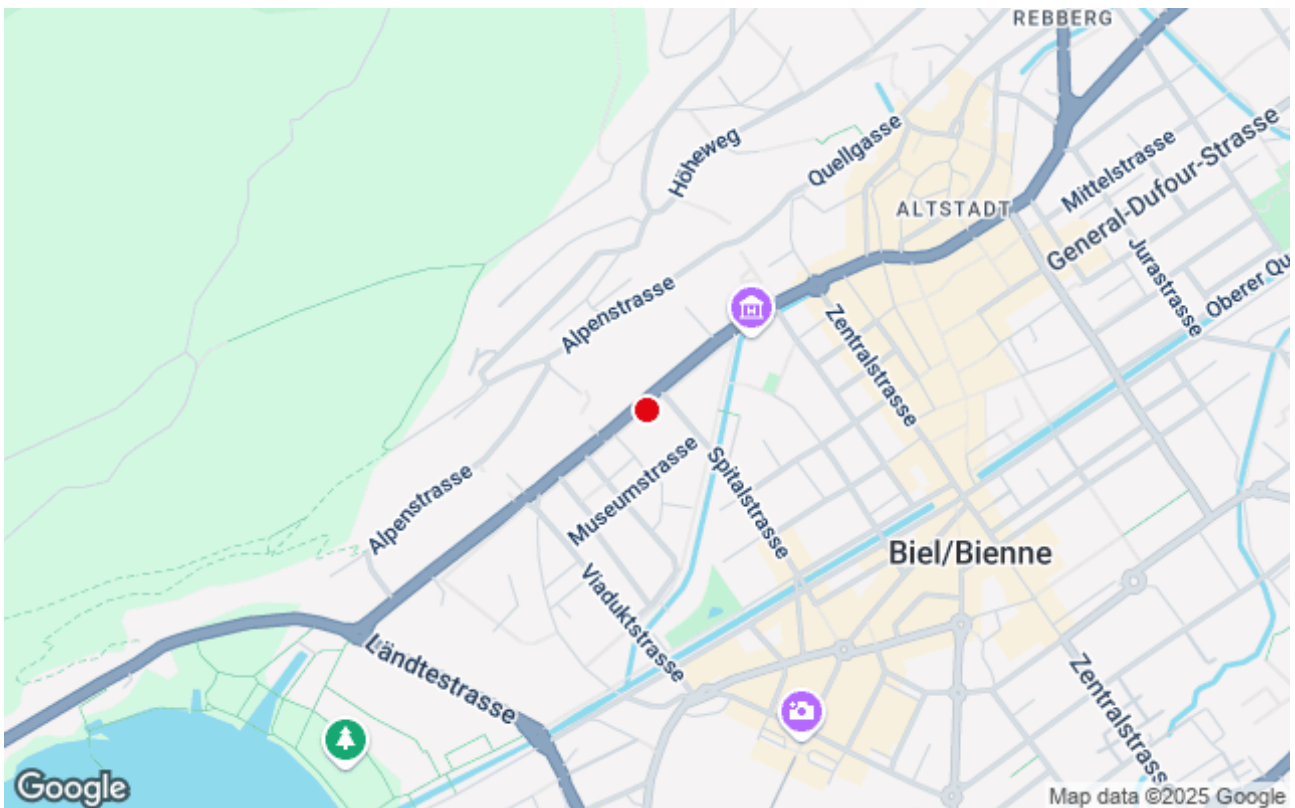 REBBERG
Höheweg
Quellgasse
Mittelstrasse
General-Dufour-Strasse
ALTSTADT
Jurastrasse
Oberer Qu
Alpenstrasse
Zentralstrasse
Museumstrasse
Spitalstrasse
Alpenstrasse
Biel/Bienne
Viaduktstrasse
Ländtestrasse
Zentralstrasse
Google
Map data ©2025 Google